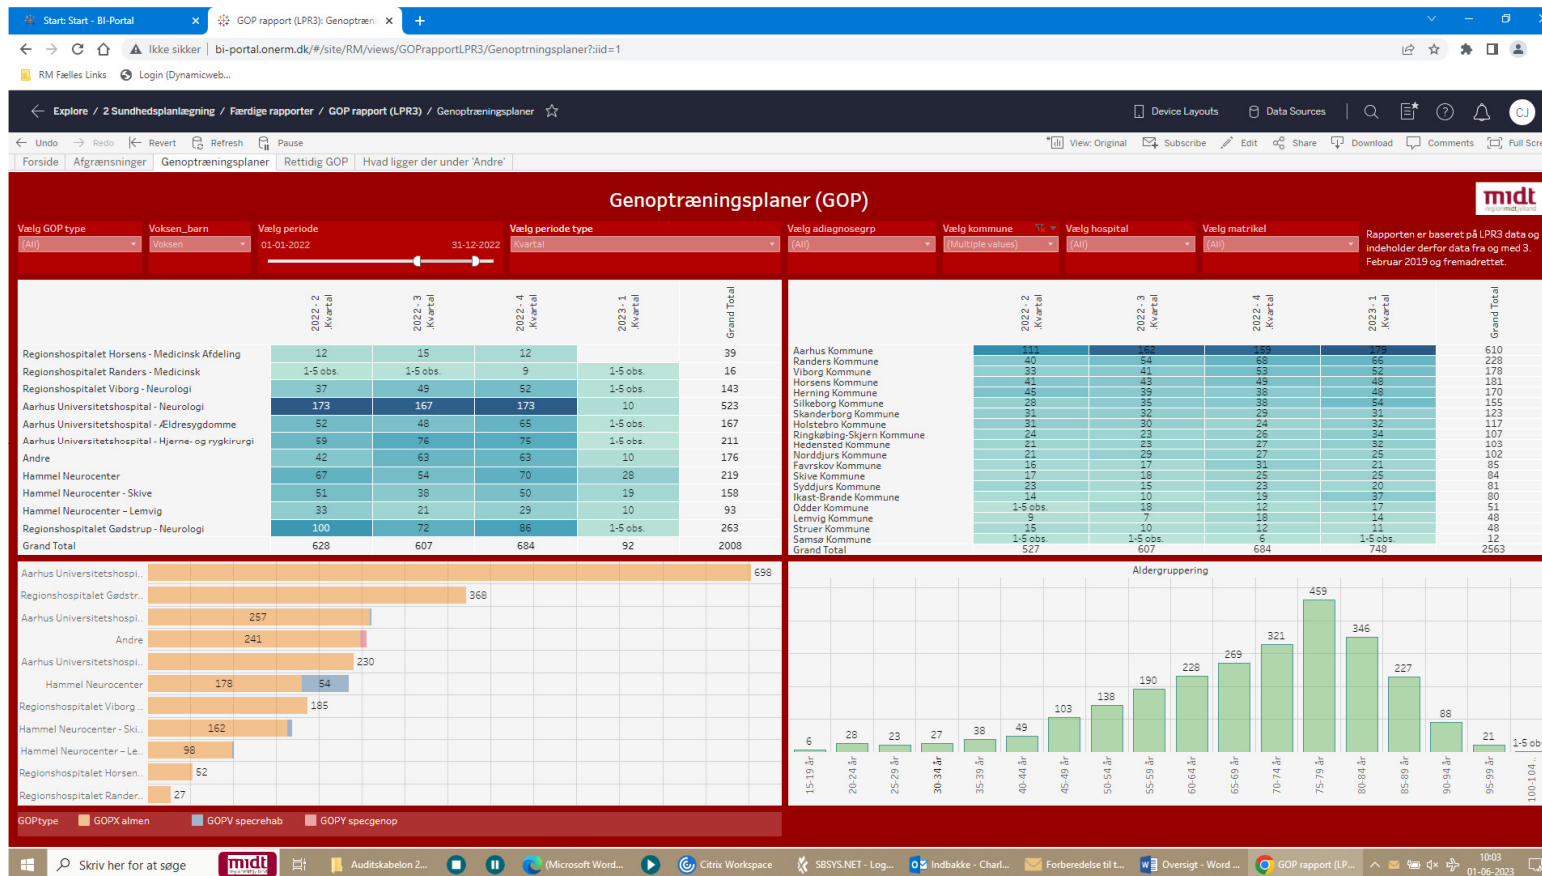 Start: Start - BI-Portal
GOP rapport (LPR3): Genoptræn
Ikke sikker | bi-portal.onerm.dk/#/site/RM/views/GOPrapportLPR3/Genoptrningsplaner?:iid=1
RM Fælles Links Login (Dynamicweb...
Explore / 2 Sundhedsplanlægning / Færdige rapporter / GOP rapport (LPR3) / Genoptræningsplaner Device Layouts Data Sources CJ
Undo Redo Revert Refresh Pause View: Original Subscribe Edit Share Download Comments Full Scre
Forside Afgrænsninger Genoptræningsplaner Rettidig GOP Hvad ligger der under 'Andre'
Genoptræningsplaner (GOP)
midt
regionmidtjylland
Vælg GOP type Voksen_barn Vælg periode Vælg periode type Vælg adiagnosegrp Vælg kommune Vælg hospital Vælg matrikel
(All) Voksen 01-01-2022 31-12-2022 Kvartal (All) (Multiple values) (All) (All)
Rapporten er baseret på LPR3 data og
indeholder derfor data fra og med 3.
Februar 2019 og fremadrettet.
2022 - 2 .Kvartal 2022 - 3 .Kvartal 2022 - 4 .Kvartal 2023 - 1 .Kvartal Grand Total
Regionshospitalet Horsens - Medicinsk Afdeling 12 15 12 39
Regionshospitalet Randers - Medicinsk 1-5 obs. 1-5 obs. 9 1-5 obs. 16
Regionshospitalet Viborg - Neurologi 37 49 52 1-5 obs. 143
Aarhus Universitetshospital - Neurologi 173 167 173 10 523
Aarhus Universitetshospital - Ældresygdomme 52 48 65 1-5 obs. 167
Aarhus Universitetshospital - Hjerne- og rygkirurgi 59 76 75 1-5 obs. 211
Andre 42 63 63 10 176
Hammel Neurocenter 67 54 70 28 219
Hammel Neurocenter - Skive 51 38 50 19 158
Hammel Neurocenter – Lemvig 33 21 29 10 93
Regionshospitalet Gødstrup - Neurologi 100 72 86 1-5 obs. 263
Grand Total 628 607 684 92 2008
2022 - 2 .Kvartal 2022 - 3 .Kvartal 2022 - 4 .Kvartal 2023 - 1 .Kvartal Grand Total
Aarhus Kommune 111 162 159 179 610
Randers Kommune 40 54 68 66 228
Viborg Kommune 33 41 53 52 178
Horsens Kommune 41 43 49 48 181
Herning Kommune 45 39 38 48 170
Silkeborg Kommune 28 35 38 54 155
Skanderborg Kommune 31 32 29 31 123
Holstebro Kommune 31 30 24 32 117
Ringkøbing-Skjern Kommune 24 23 26 34 107
Hedensted Kommune 21 23 27 32 103
Norddjurs Kommune 21 29 27 25 102
Favrskov Kommune 16 17 31 21 85
Skive Kommune 17 18 25 25 84
Syddjurs Kommune 23 15 23 20 81
Ikast-Brande Kommune 14 10 19 37 80
Odder Kommune 1-5 obs. 18 12 17 51
Lemvig Kommune 9 7 18 14 48
Struer Kommune 15 10 12 11 48
Samsø Kommune 1-5 obs. 1-5 obs. 6 1-5 obs. 12
Grand Total 527 607 684 748 2563
Aarhus Universitetshospi.. 698
Regionshospitalet Gødstr.. 368
Aarhus Universitetshospi.. 257
Andre 241
Aarhus Universitetshospi.. 230
Hammel Neurocenter 178 54
Regionshospitalet Viborg .. 185
Hammel Neurocenter - Ski.. 162
Hammel Neurocenter – Le.. 98
Regionshospitalet Horsen.. 52
Regionshospitalet Rander.. 27
Aldergruppering
6 28 23 27 38 49 103 138 190 228 269 321 459 346 227 88 21 1-5 obs
15-19 år 20-24 år 25-29 år 30-34 år 35-39 år 40-44 år 45-49 år 50-54 år 55-59 år 60-64 år 65-69 år 70-74 år 75-79 år 80-84 år 85-89 år 90-94 år 95-99 år 100-104 ..
GOPtype GOPX almen GOPV specrehab GOPY specgenop
Skriv her for at søge midt Auditskabelon 2... (Microsoft Word... Citrix Workspace SBSYS.NET - Log... Indbakke - Charl... Forberedelse til t... Oversigt - Word ... GOP rapport (LP... 10:03
01-06-2023